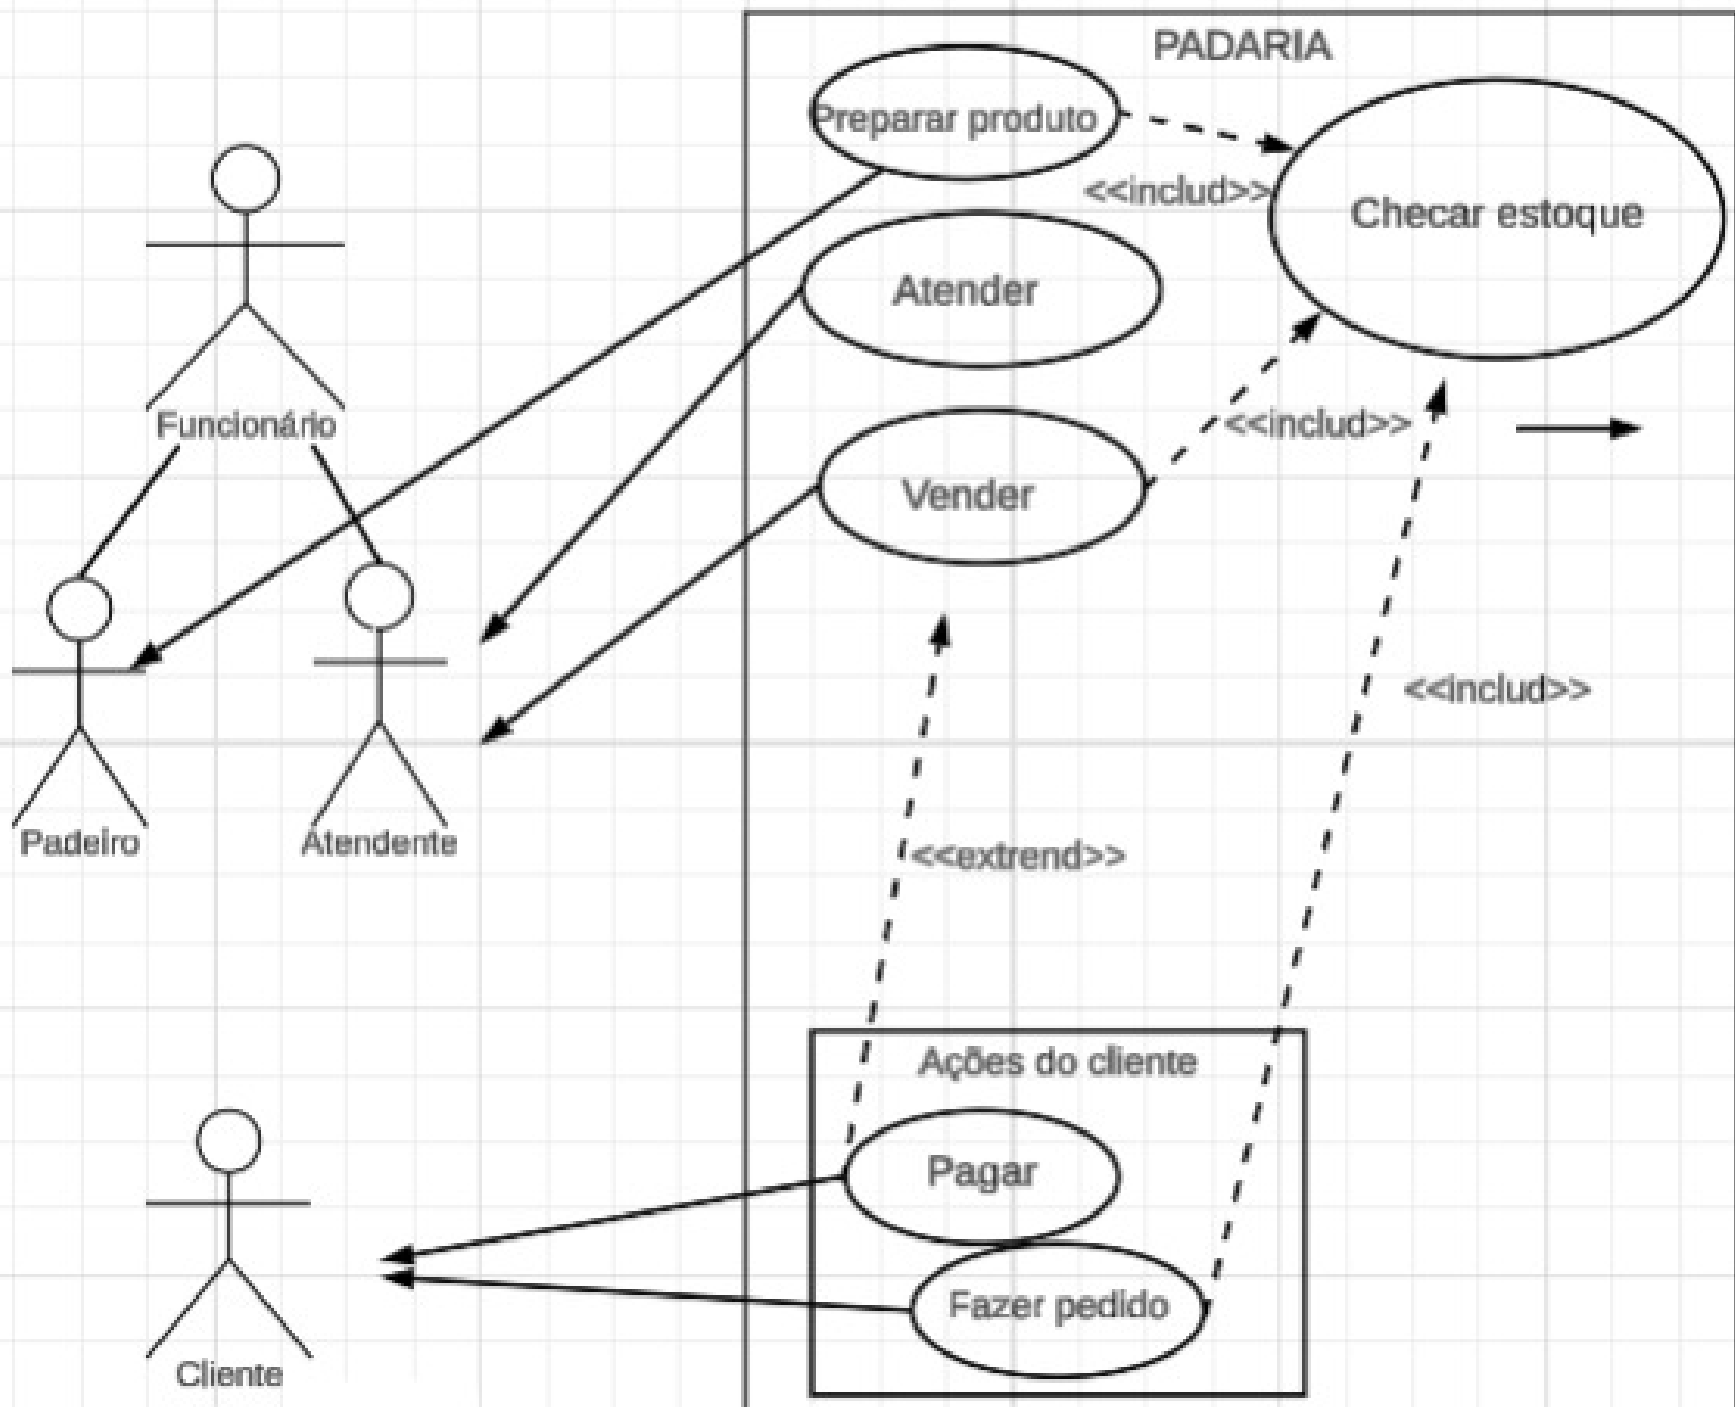 PADARIA
Preparar produto
<<includ>>
Checar estoque
Atender
Funcionário
<<includ>>
Vender
<<includ>>
Padeiro
Atendente
<<extrend>>
Ações do cliente
Pagar
Fazer pedido
Cliente